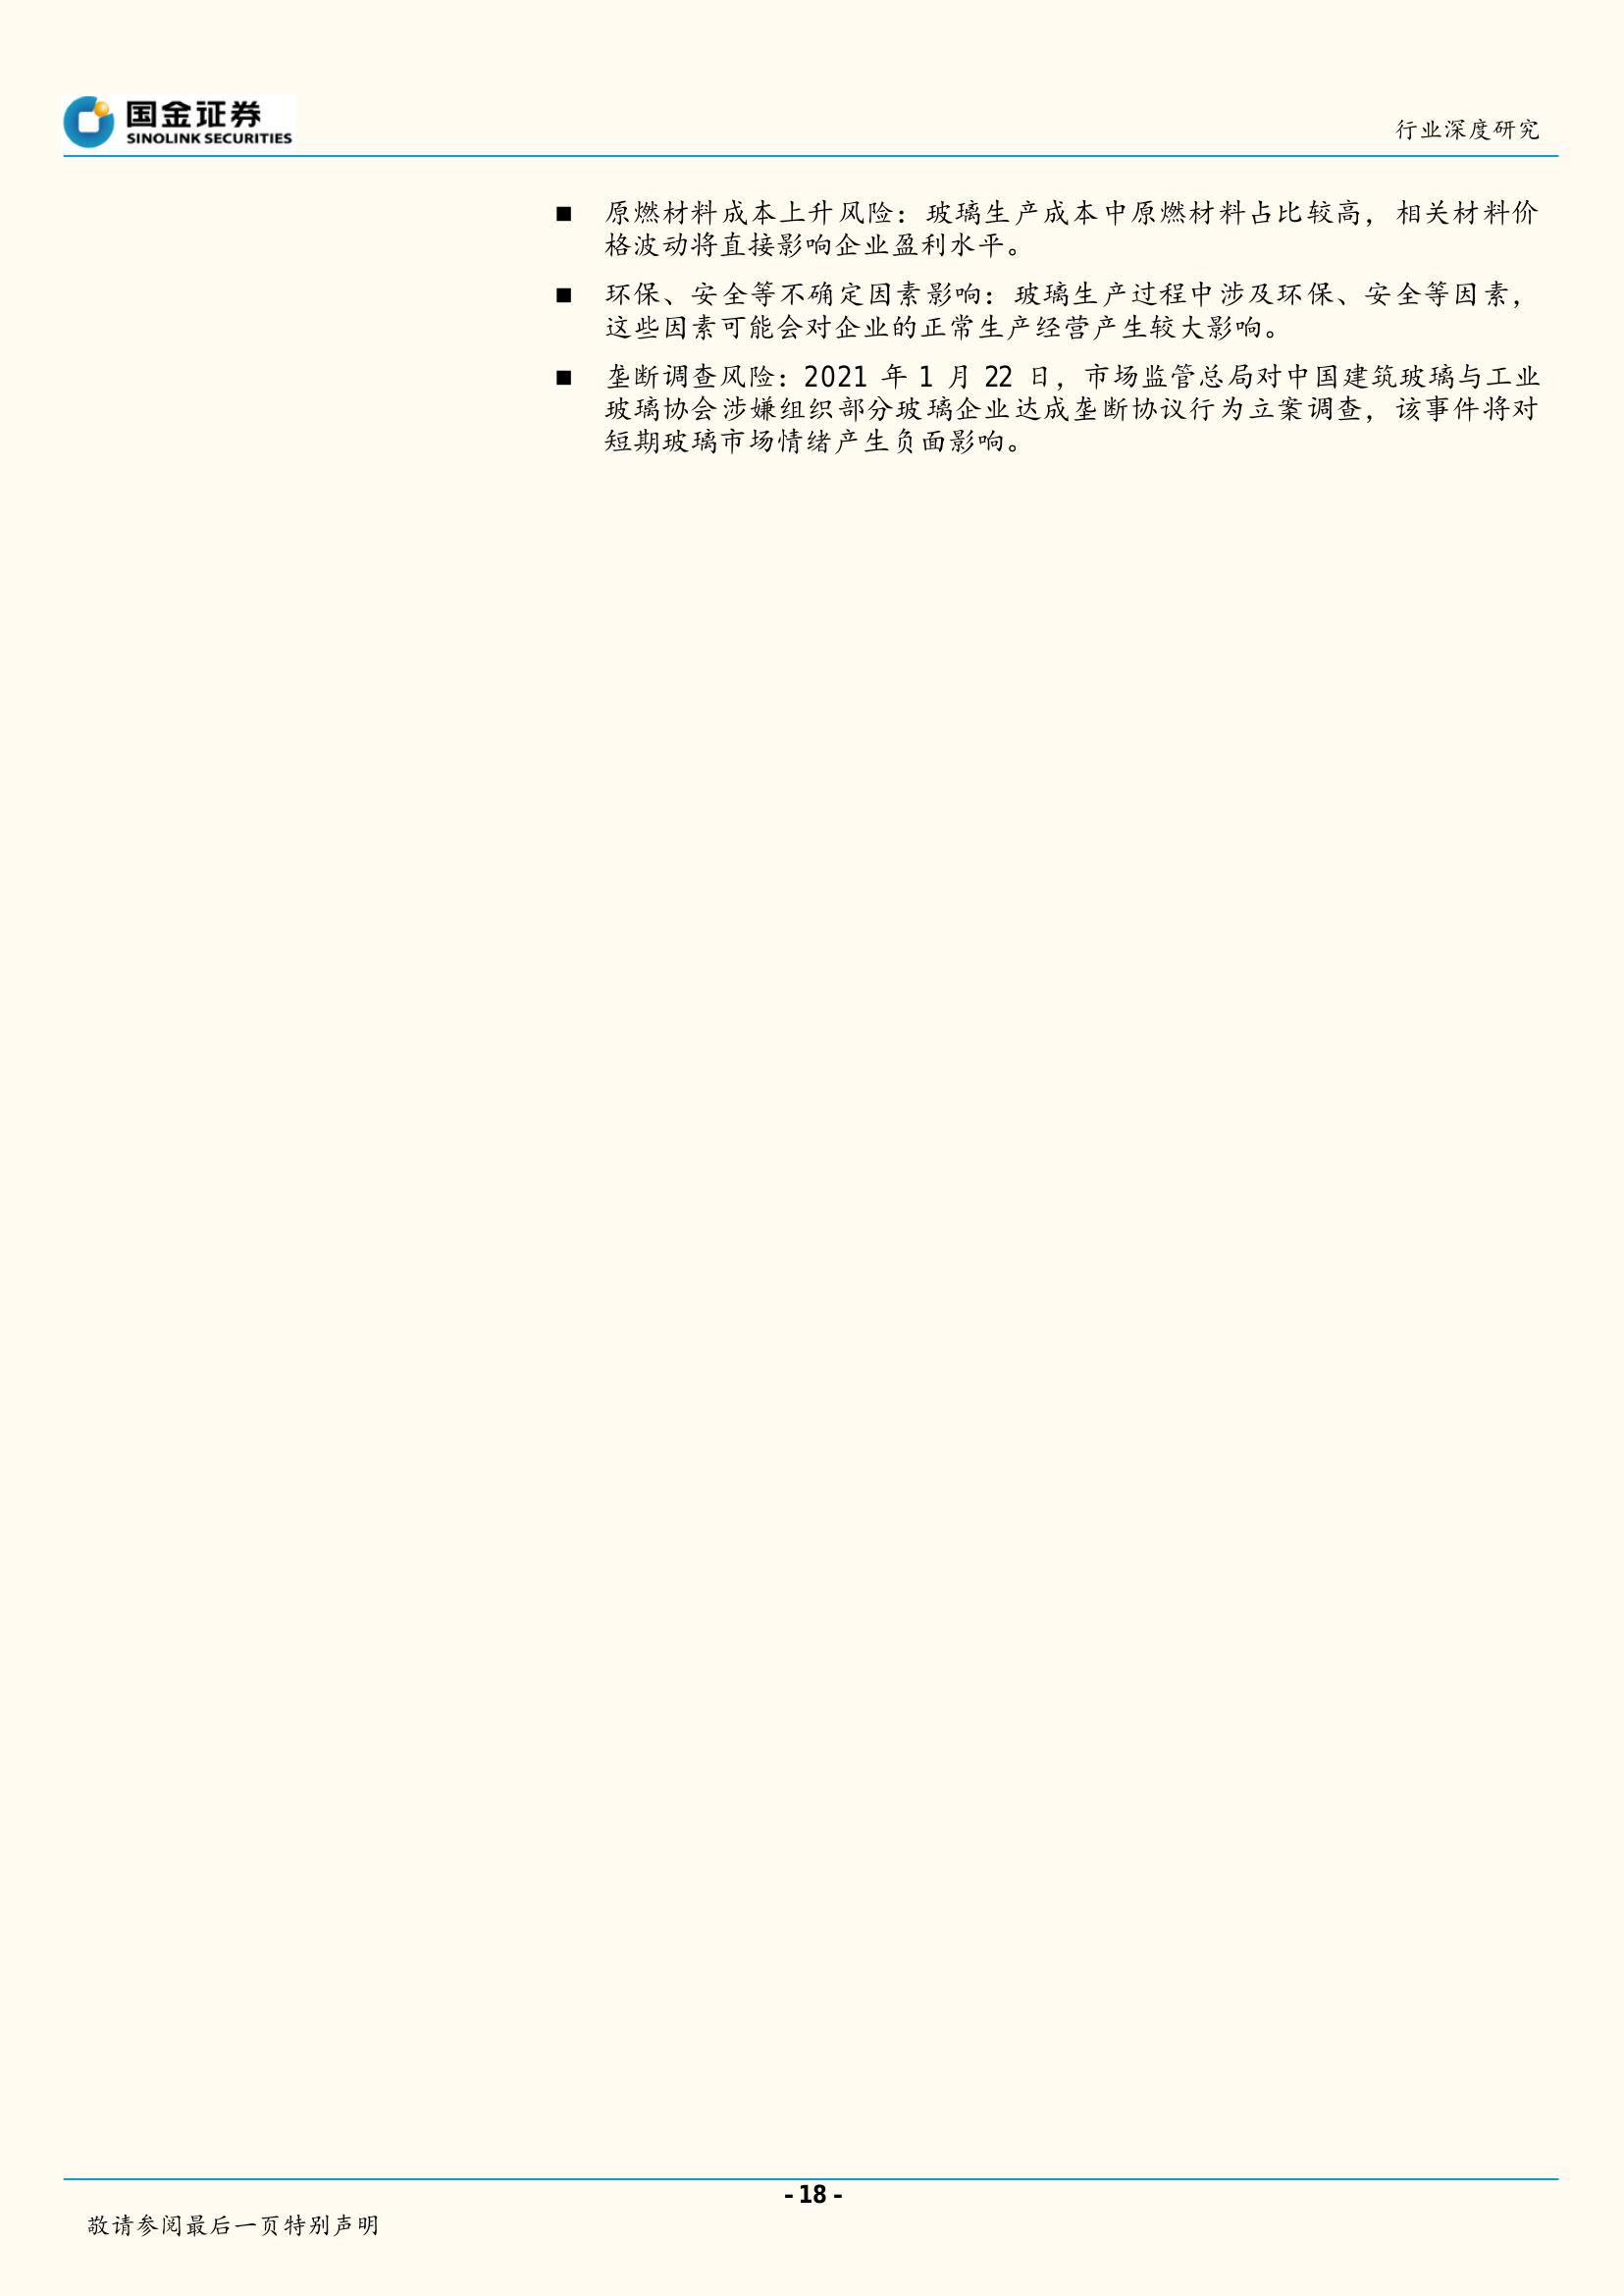 国金证券
SINOLINK SECURITIES
行业深度研究
■ 原燃材料成本上升风险：玻璃生产成本中原燃材料占比较高，相关材料价
格波动将直接影响企业盈利水平。
■ 环保、安全等不确定因素影响：玻璃生产过程中涉及环保、安全等因素，
这些因素可能会对企业的正常生产经营产生较大影响。
■ 垄断调查风险：2021 年 1 月 22 日，市场监管总局对中国建筑玻璃与工业
玻璃协会涉嫌组织部分玻璃企业达成垄断协议行为立案调查，该事件将对
短期玻璃市场情绪产生负面影响。
- 18 -
敬请参阅最后一页特别声明